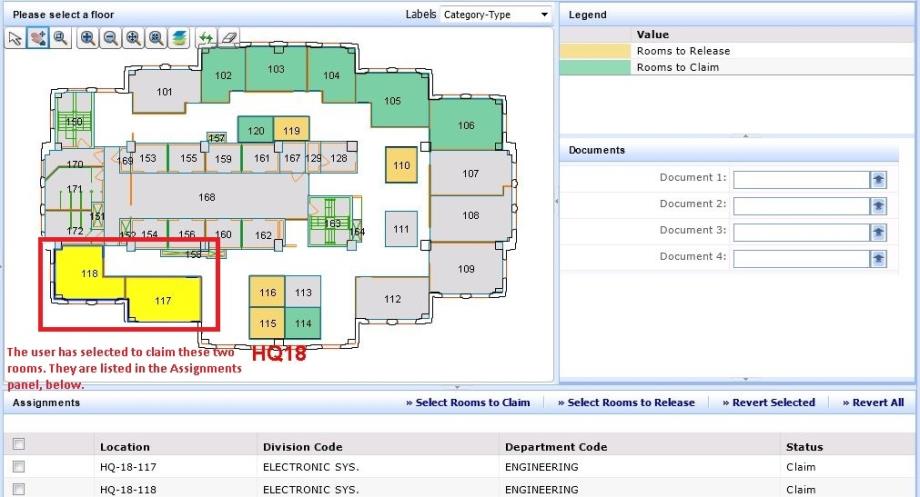 Please select a floor
Labels Category-Type
Legend
Value
Rooms to Release
Rooms to Claim
Documents
Document 1:
Document 2:
Document 3:
Document 4:
101
102
103
104
105
106
150
157
120
119
170
169
153
155
159
161
167
129
128
110
107
171
168
151
172
152
154
156
160
162
163
164
111
108
158
118
117
109
116
113
112
115
114
HQ18
The user has selected to claim these two
rooms. They are listed in the Assignments
panel, below.
Assignments
» Select Rooms to Claim
» Select Rooms to Release
» Revert Selected
» Revert All
Location Division Code Department Code Status
HQ-18-117 ELECTRONIC SYS. ENGINEERING Claim
HQ-18-118 ELECTRONIC SYS. ENGINEERING Claim